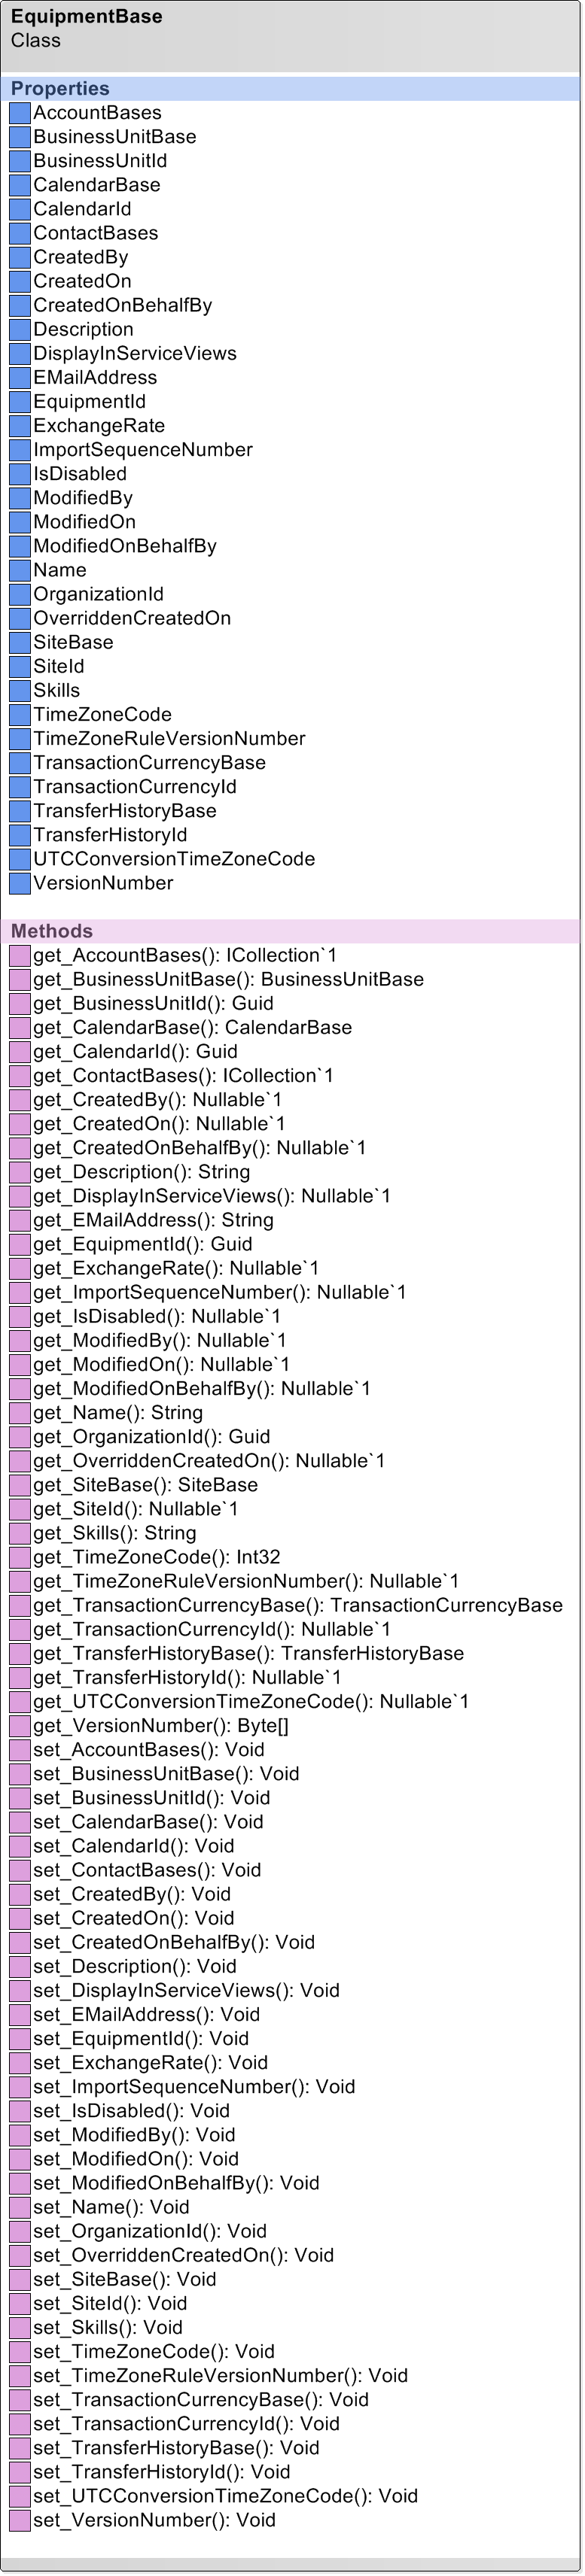 EquipmentBase
Class
Properties
AccountBases
BusinessUnitBase
BusinessUnitId
CalendarBase
CalendarId
ContactBases
CreatedBy
CreatedOn
CreatedOnBehalfBy
Description
DisplayInServiceViews
EMailAddress
EquipmentId
ExchangeRate
ImportSequenceNumber
IsDisabled
ModifiedBy
ModifiedOn
ModifiedOnBehalfBy
Name
OrganizationId
OverriddenCreatedOn
SiteBase
SiteId
Skills
TimeZoneCode
TimeZoneRuleVersionNumber
TransactionCurrencyBase
TransactionCurrencyId
TransferHistoryBase
TransferHistoryId
UTCConversionTimeZoneCode
VersionNumber
Methods
get_AccountBases(): ICollection`1
get_BusinessUnitBase(): BusinessUnitBase
get_BusinessUnitId(): Guid
get_CalendarBase(): CalendarBase
get_CalendarId(): Guid
get_ContactBases(): ICollection`1
get_CreatedBy(): Nullable`1
get_CreatedOn(): Nullable`1
get_CreatedOnBehalfBy(): Nullable`1
get_Description(): String
get_DisplayInServiceViews(): Nullable`1
get_EMailAddress(): String
get_EquipmentId(): Guid
get_ExchangeRate(): Nullable`1
get_ImportSequenceNumber(): Nullable`1
get_IsDisabled(): Nullable`1
get_ModifiedBy(): Nullable`1
get_ModifiedOn(): Nullable`1
get_ModifiedOnBehalfBy(): Nullable`1
get_Name(): String
get_OrganizationId(): Guid
get_OverriddenCreatedOn(): Nullable`1
get_SiteBase(): SiteBase
get_SiteId(): Nullable`1
get_Skills(): String
get_TimeZoneCode(): Int32
get_TimeZoneRuleVersionNumber(): Nullable`1
get_TransactionCurrencyBase(): TransactionCurrencyBase
get_TransactionCurrencyId(): Nullable`1
get_TransferHistoryBase(): TransferHistoryBase
get_TransferHistoryId(): Nullable`1
get_UTCConversionTimeZoneCode(): Nullable`1
get_VersionNumber(): Byte[]
set_AccountBases(): Void
set_BusinessUnitBase(): Void
set_BusinessUnitId(): Void
set_CalendarBase(): Void
set_CalendarId(): Void
set_ContactBases(): Void
set_CreatedBy(): Void
set_CreatedOn(): Void
set_CreatedOnBehalfBy(): Void
set_Description(): Void
set_DisplayInServiceViews(): Void
set_EMailAddress(): Void
set_EquipmentId(): Void
set_ExchangeRate(): Void
set_ImportSequenceNumber(): Void
set_IsDisabled(): Void
set_ModifiedBy(): Void
set_ModifiedOn(): Void
set_ModifiedOnBehalfBy(): Void
set_Name(): Void
set_OrganizationId(): Void
set_OverriddenCreatedOn(): Void
set_SiteBase(): Void
set_SiteId(): Void
set_Skills(): Void
set_TimeZoneCode(): Void
set_TimeZoneRuleVersionNumber(): Void
set_TransactionCurrencyBase(): Void
set_TransactionCurrencyId(): Void
set_TransferHistoryBase(): Void
set_TransferHistoryId(): Void
set_UTCConversionTimeZoneCode(): Void
set_VersionNumber(): Void